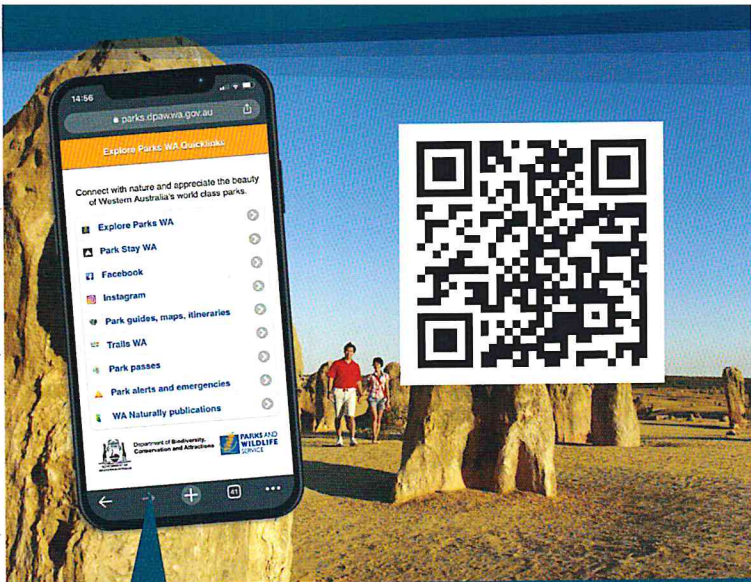 14:56
parks.dpaw.wa.gov.au
Explore Parks WA Quicklinks
Connect with nature and appreciate the beauty
of Western Australia's world class parks.
Explore Parks WA
Park Stay WA
Facebook
Instagram
Park guides, maps, itineraries
Trails WA
Park passes
Park alerts and emergencies
WA Naturally publications
Department of Biodiversity,
Conservation and Attractions
PARKS AND
WILDLIFE
SERVICE
41